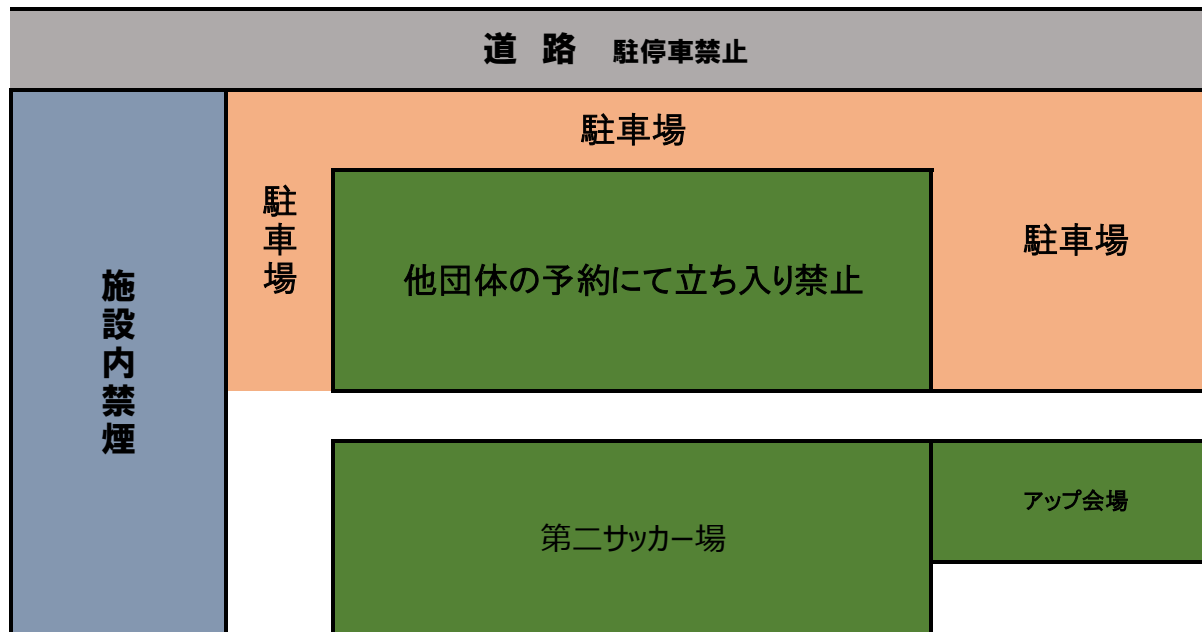 道 路 駐停車禁止
駐車場
駐車場
駐車場
他団体の予約にて立ち入り禁止
施設内禁煙
アップ会場
第二サッカー場